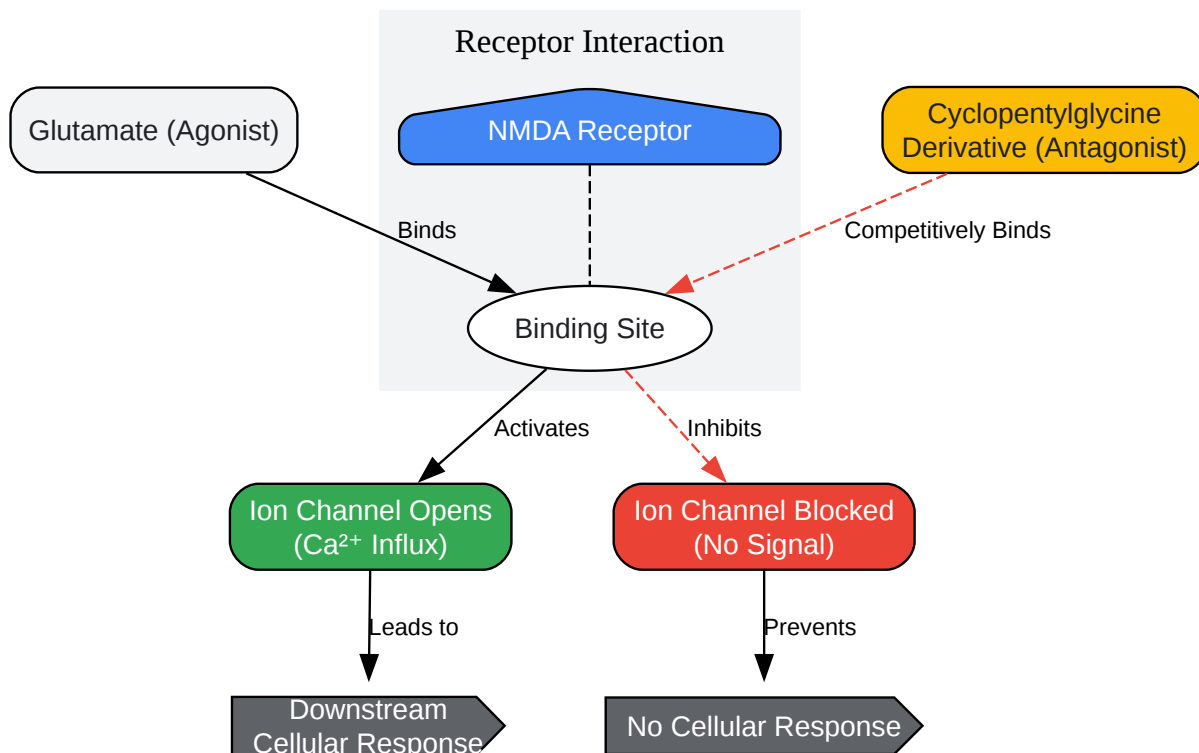 Receptor Interaction
Glutamate (Agonist)
NMDA Receptor
Cyclopentylglycine
Derivative (Antagonist)
Binds
Competitively Binds
Binding Site
Activates
Inhibits
Ion Channel Opens
(Ca²⁺ Influx)
Ion Channel Blocked
(No Signal)
Leads to
Prevents
Downstream
Cellular Response
No Cellular Response